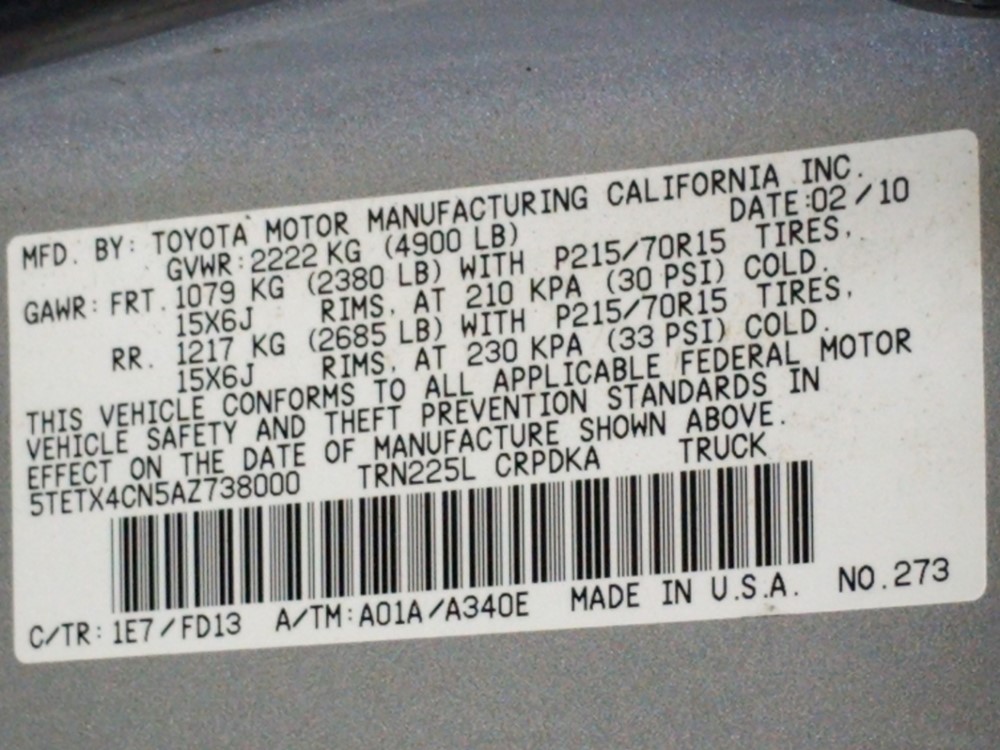 MFD. BY: TOYOTA MOTOR MANUFACTURING CALIFORNIA INC.
GVWR:2222 KG (4900 LB) DATE:02/10
GAWR: FRT. 1079 KG (2380 LB) WITH P215/70R15 TIRES,
15X6J RIMS, AT 210 KPA (30 PSI) COLD.
RR. 1217 KG (2685 LB) WITH P215/70R15 TIRES,
15X6J RIMS, AT 230 KPA (33 PSI) COLD.
THIS VEHICLE CONFORMS TO ALL APPLICABLE FEDERAL MOTOR
VEHICLE SAFETY AND THEFT PREVENTION STANDARDS IN
EFFECT ON THE DATE OF MANUFACTURE SHOWN ABOVE.
5TETX4CN5AZ738000 TRN225L CRPDKA TRUCK
C/TR: 1E7/FD13 A/TM:A01A/A340E MADE IN U.S.A. NO.273